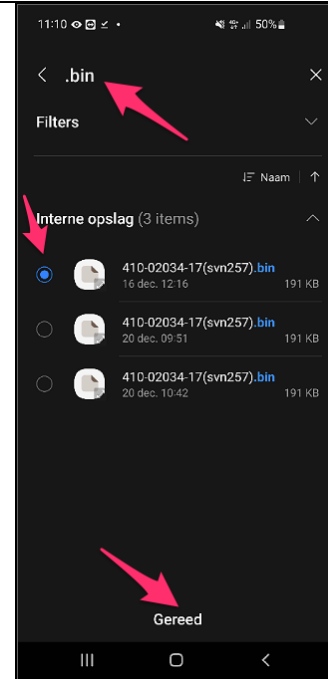 11:10 50%
.bin
Filters
Naam
Interne opslag (3 items)
410-02034-17(svn257).bin
16 dec. 12:16 191 KB
410-02034-17(svn257).bin
20 dec. 09:51 191 KB
410-02034-17(svn257).bin
20 dec. 10:42 191 KB
Gereed